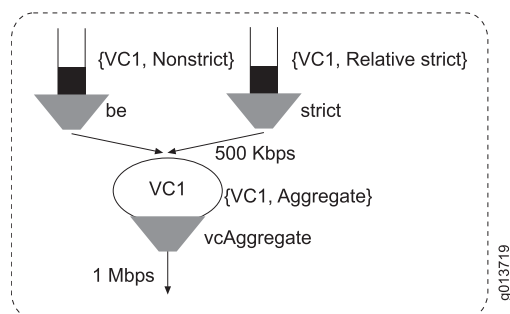 {VC1, Nonstrict}
{VC1, Relative strict}
be
strict
500 Kbps
VC1
{VC1, Aggregate}
vcAggregate
1 Mbps
g013719